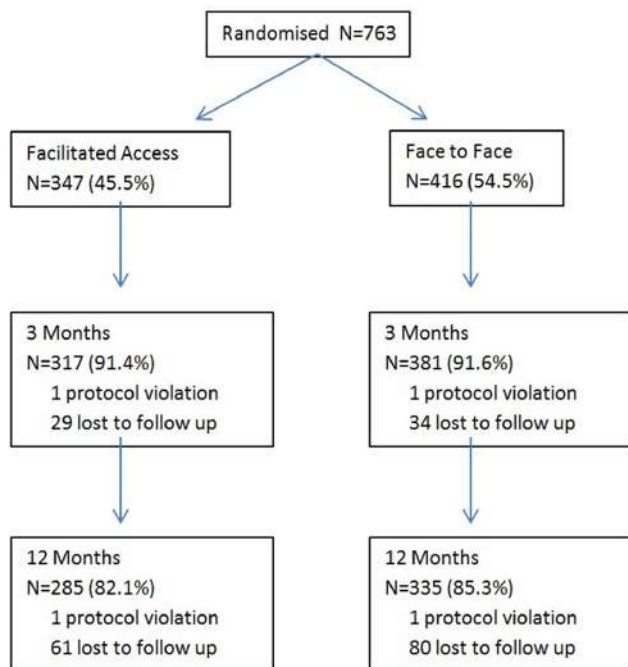 Randomised N=763
Facilitated Access
N=347 (45.5%)
Face to Face
N=416 (54.5%)
3 Months
N=317 (91.4%)
1 protocol violation
29 lost to follow up
3 Months
N=381 (91.6%)
1 protocol violation
34 lost to follow up
12 Months
N=285 (82.1%)
1 protocol violation
61 lost to follow up
12 Months
N=335 (85.3%)
1 protocol violation
80 lost to follow up